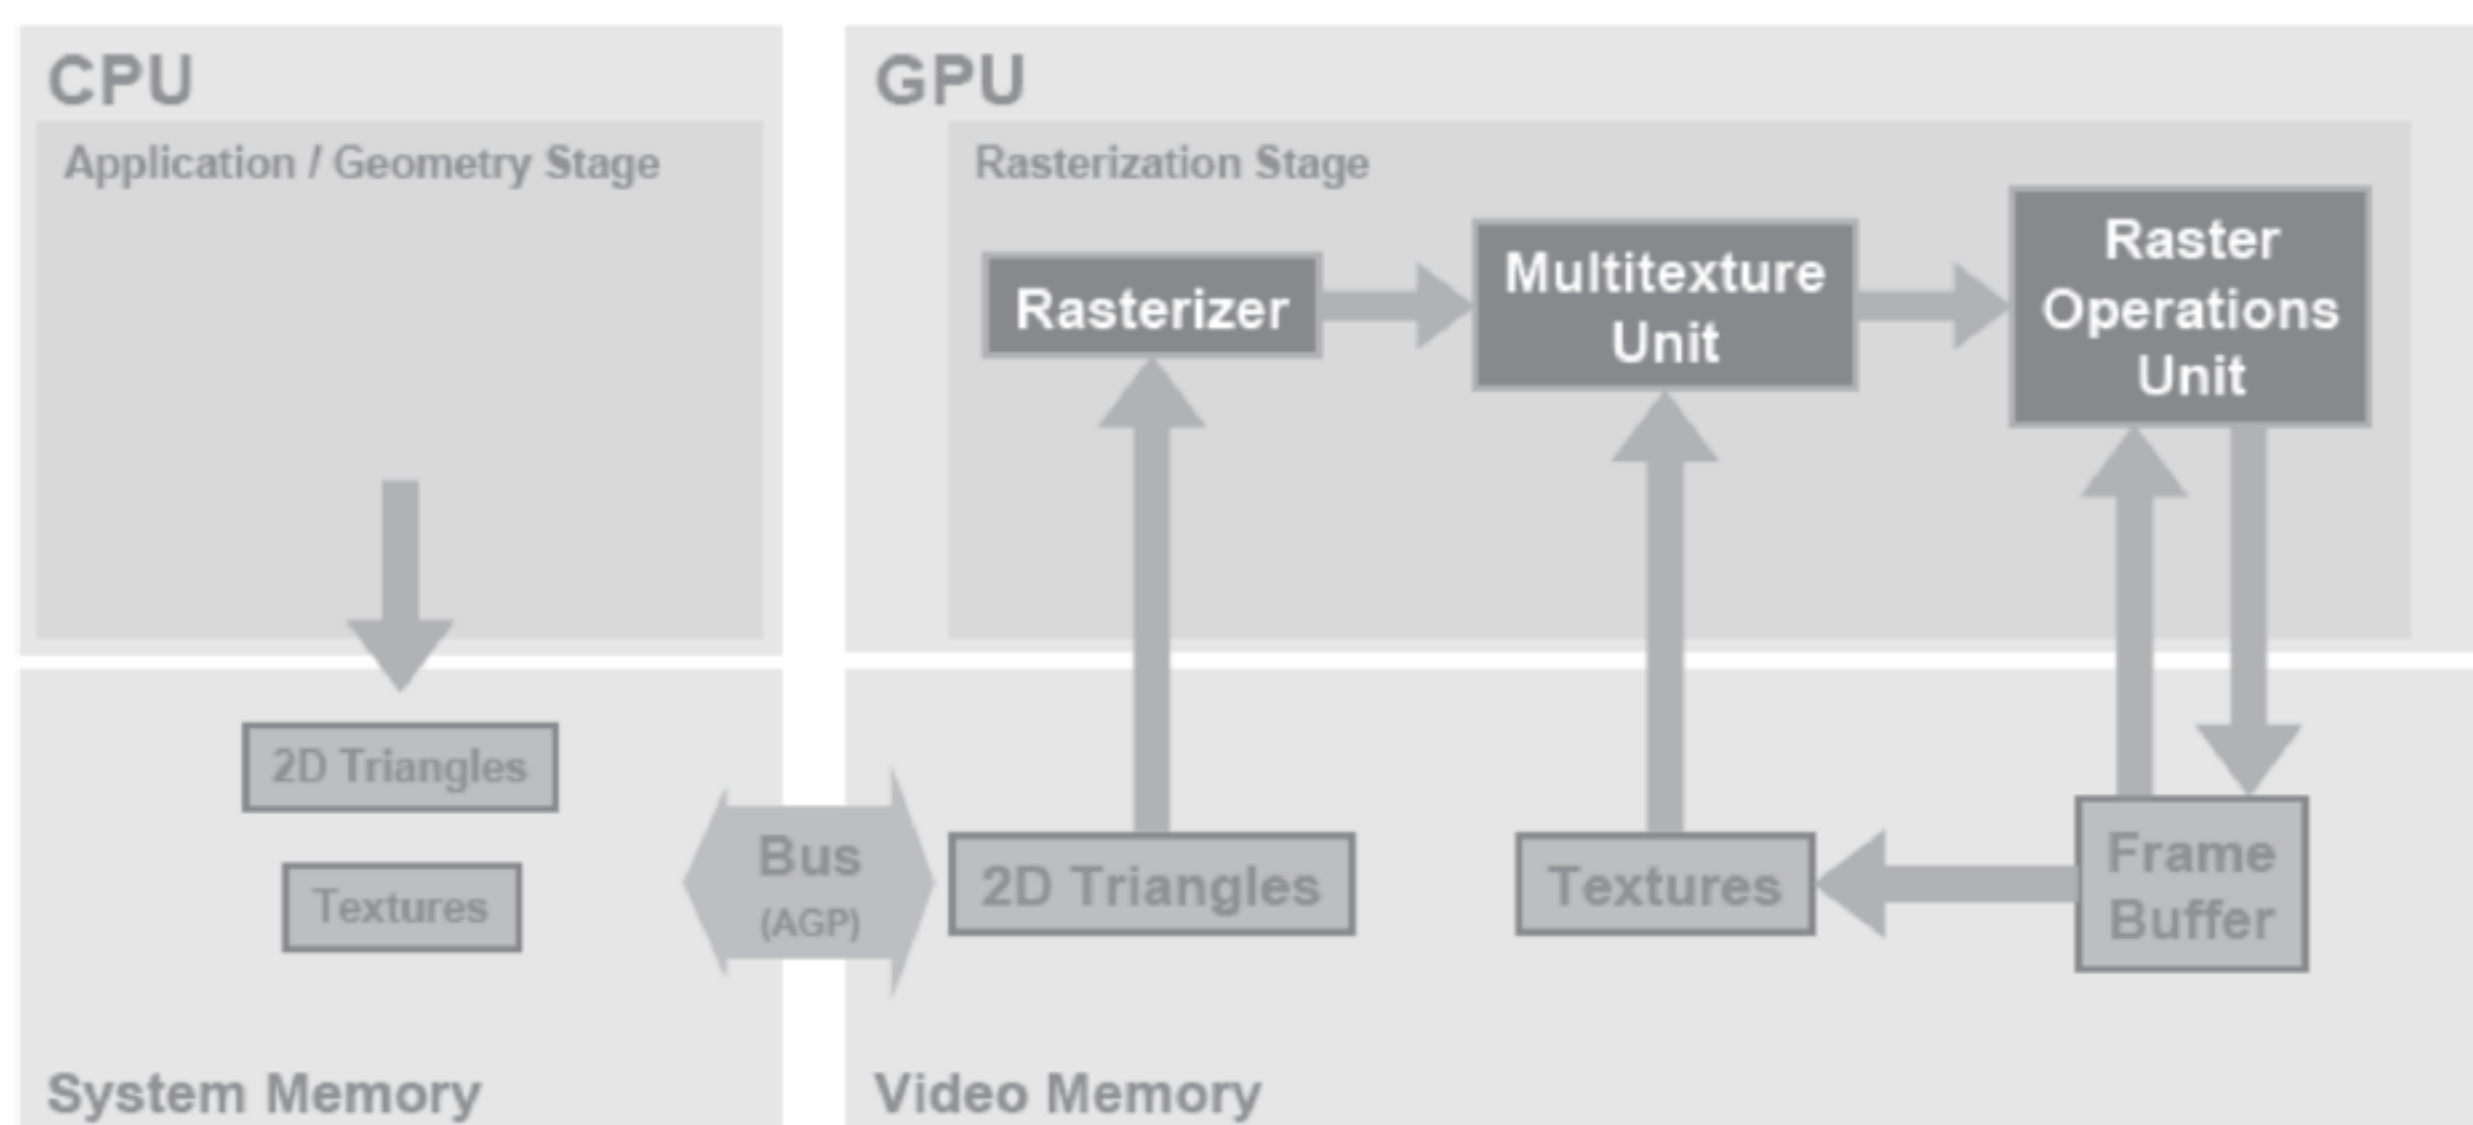 CPU
Application / Geometry Stage
2D Triangles
Textures
System Memory
Bus
(AGP)
GPU
Rasterization Stage
Rasterizer
Multitexture
Unit
Raster
Operations
Unit
2D Triangles
Textures
Frame
Buffer
Video Memory